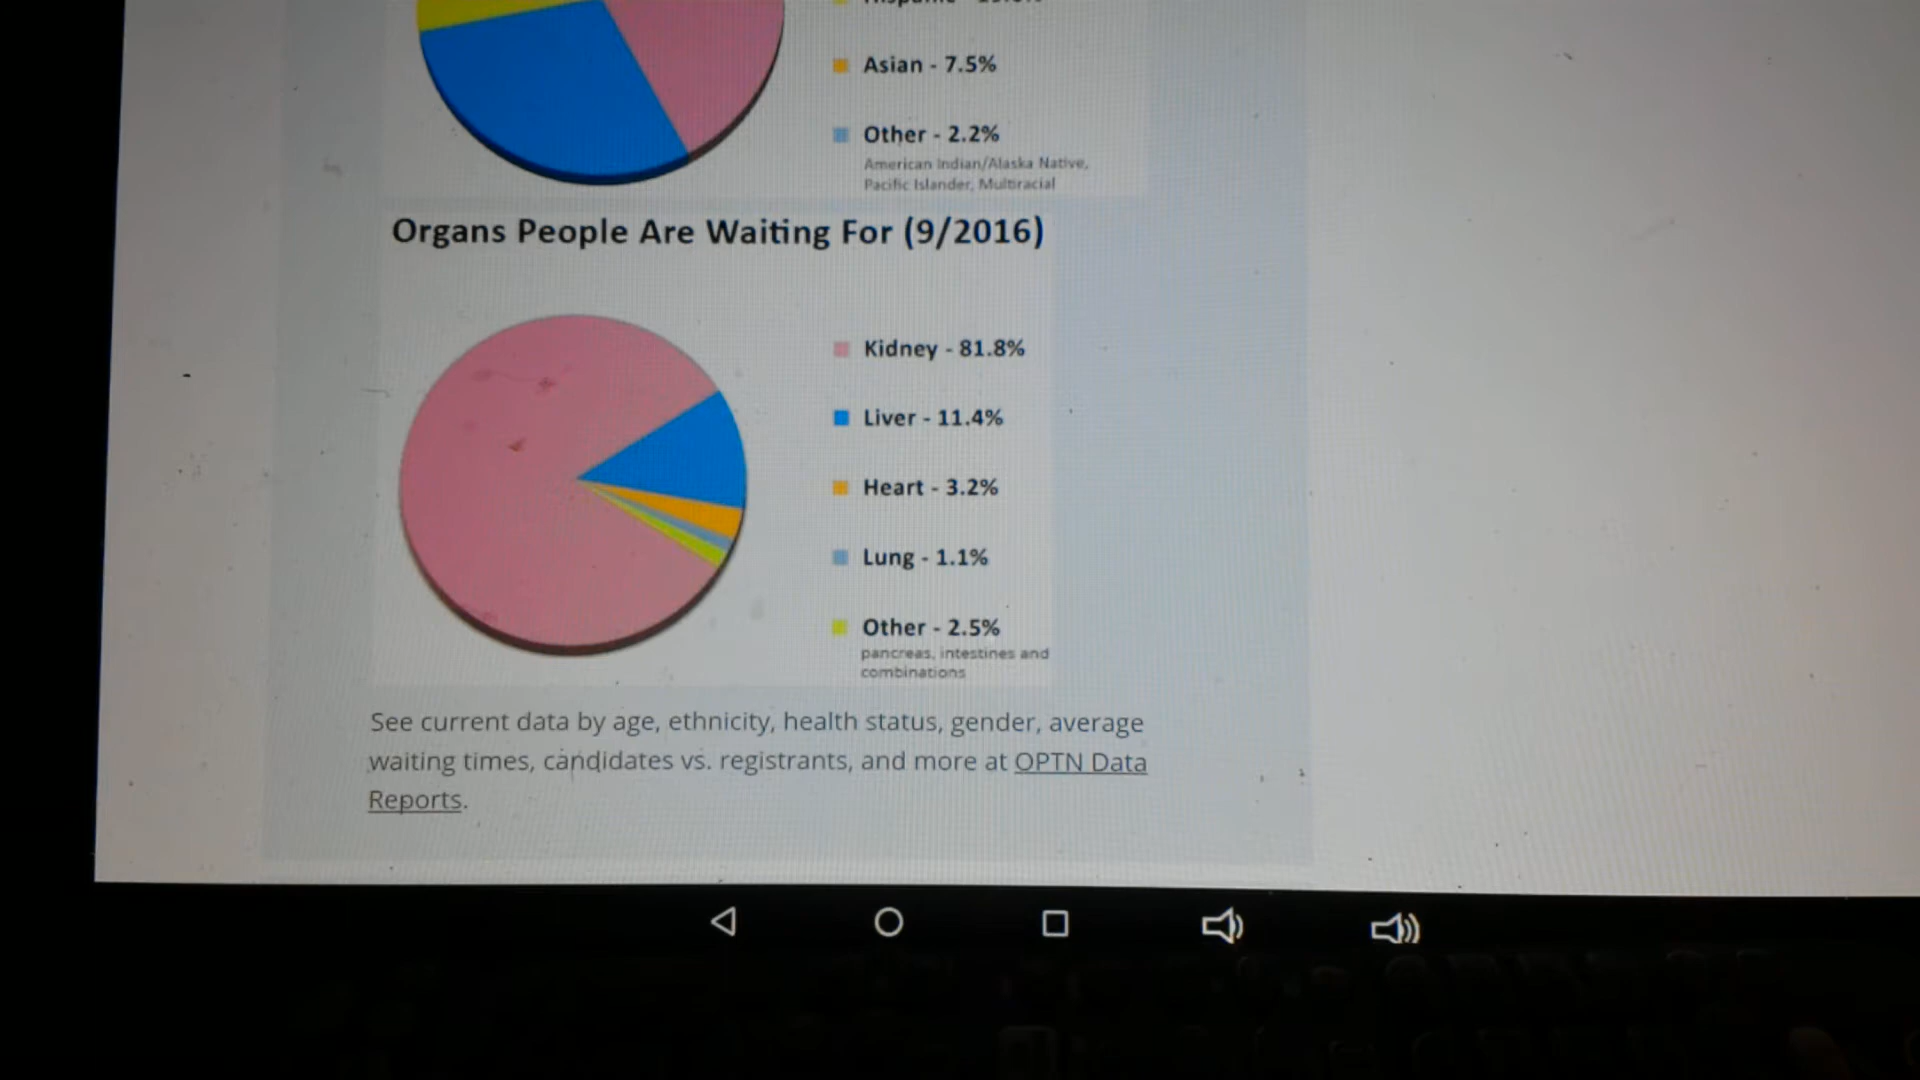 Asian - 7.5%
Other - 2.2%
American Indian/Alaska Native,
Pacific Islander, Multiracial
Organs People Are Waiting For (9/2016)
Kidney - 81.8%
Liver - 11.4%
Heart - 3.2%
Lung - 1.1%
Other - 2.5%
pancreas, intestines and
combinations
See current data by age, ethnicity, health status, gender, average
waiting times, candidates vs. registrants, and more at OPTN Data
Reports.